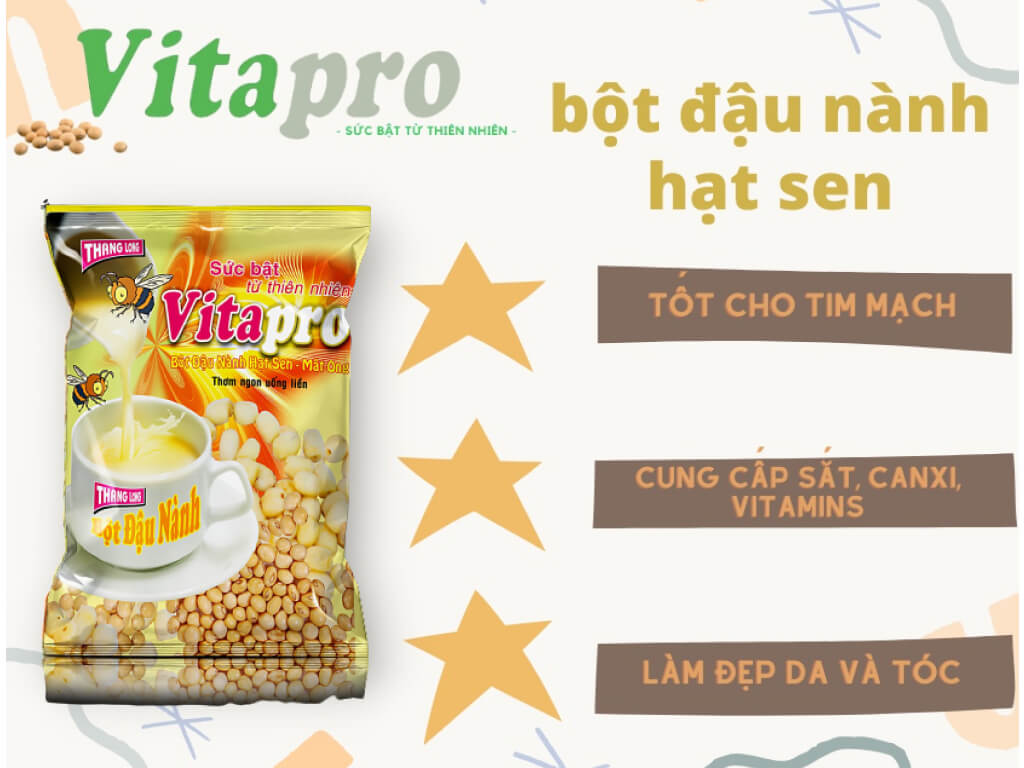 Vitapro
- SỨC BẬT TỪ THIÊN NHIÊN -
bột đậu nành
hạt sen
THANG LONG
Sức bật
từ thiên nhiên
Vitapro
Bột Đậu Nành Hạt Sen - Mật Ong
Thơm ngon uống liền
THANG LONG
Bột Đậu Nành
TỐT CHO TIM MẠCH
CUNG CẤP SẮT, CANXI,
VITAMINS
LÀM ĐẸP DA VÀ TÓC